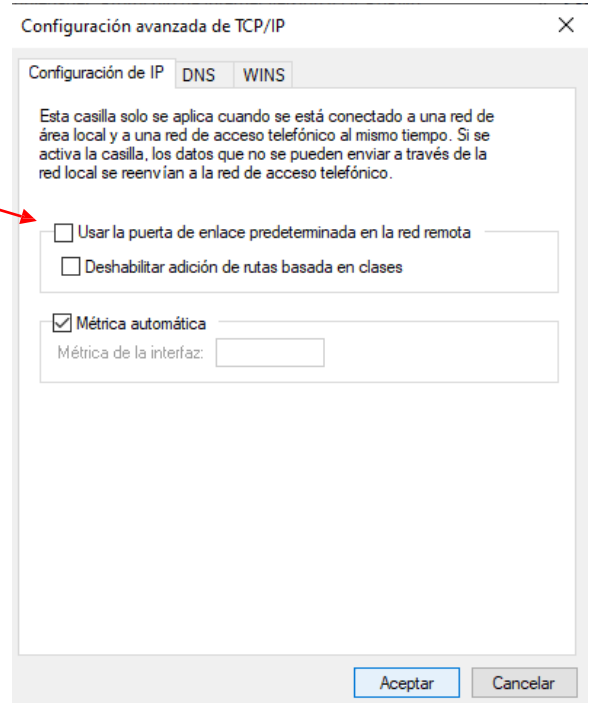 Configuración avanzada de TCP/IP
Configuración de IP DNS WINS
Esta casilla solo se aplica cuando se está conectado a una red de
área local y a una red de acceso telefónico al mismo tiempo. Si se
activa la casilla, los datos que no se pueden enviar a través de la
red local se reenvían a la red de acceso telefónico.
Usar la puerta de enlace predeterminada en la red remota
Deshabilitar adición de rutas basada en clases
Métrica automática
Métrica de la interfaz:
Aceptar Cancelar